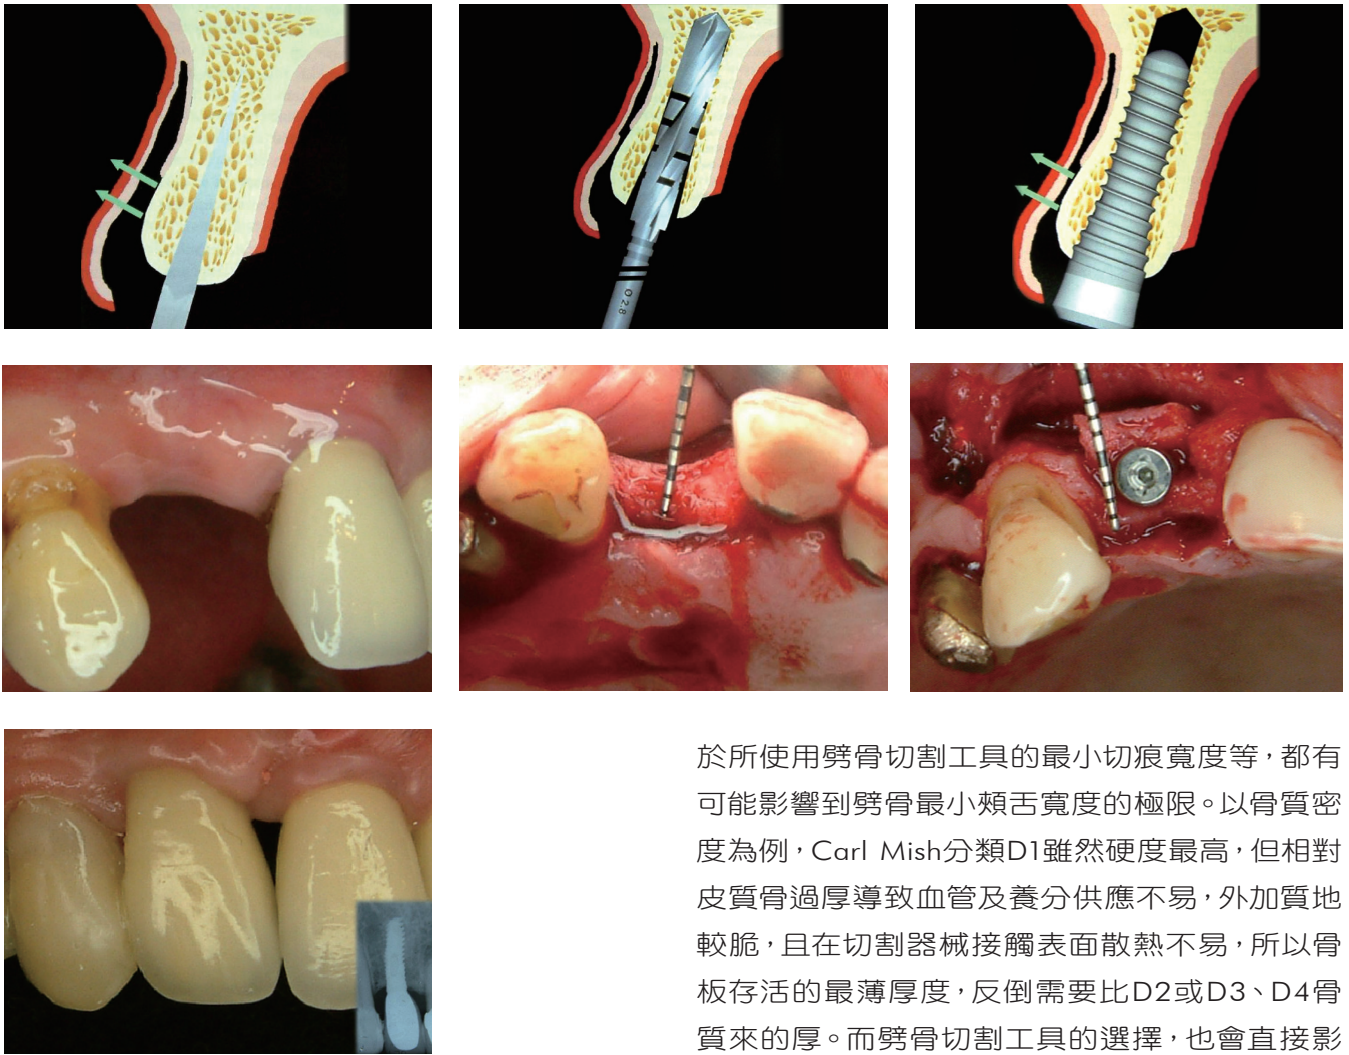 O 2.8
於所使用劈骨切割工具的最小切痕寬度等，都有
可能影響到劈骨最小頰舌寬度的極限。以骨質密
度為例，Carl Mish分類D1雖然硬度最高，但相對
皮質骨過厚導致血管及養分供應不易，外加質地
較脆，且在切割器械接觸表面散熱不易，所以骨
板存活的最薄厚度，反倒需要比D2或D3、D4骨
質來的厚。而劈骨切割工具的選擇，也會直接影